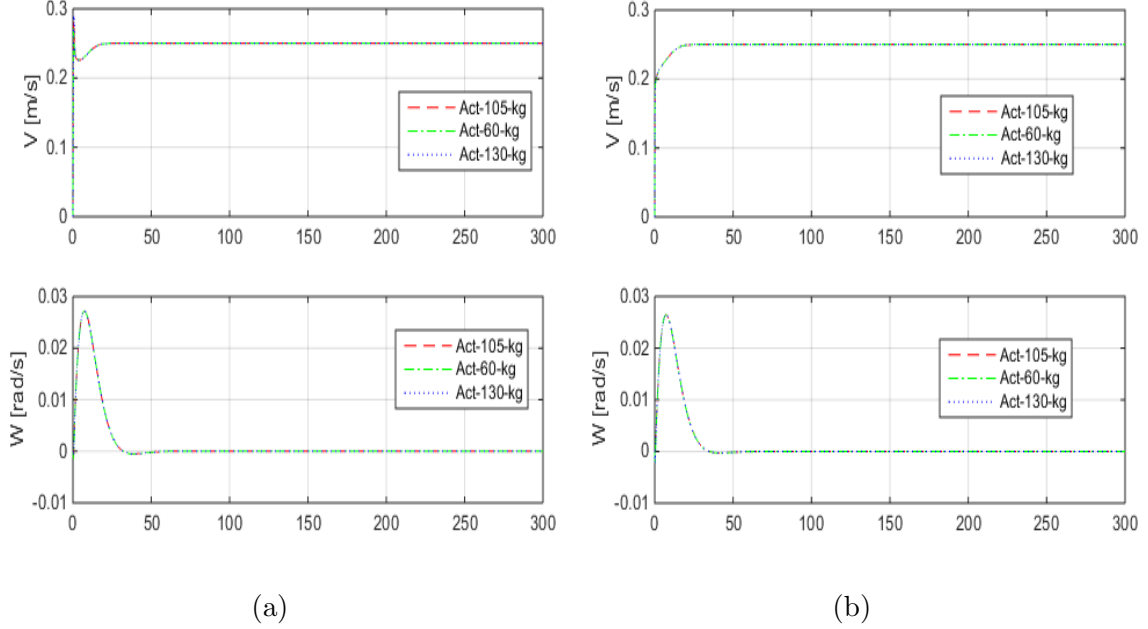 0.3
0.2
0.1
0
V [m/s]
Act-105-kg
Act-60-kg
Act-130-kg
0 50 100 150 200 250 300
0.3
0.2
0.1
0
V [m/s]
Act-105-kg
Act-60-kg
Act-130-kg
0 50 100 150 200 250 300
0.03
0.02
0.01
0
-0.01
W [rad/s]
Act-105-kg
Act-60-kg
Act-130-kg
0 50 100 150 200 250 300
0.03
0.02
0.01
0
-0.01
W [rad/s]
Act-105-kg
Act-60-kg
Act-130-kg
0 50 100 150 200 250 300
(a)
(b)